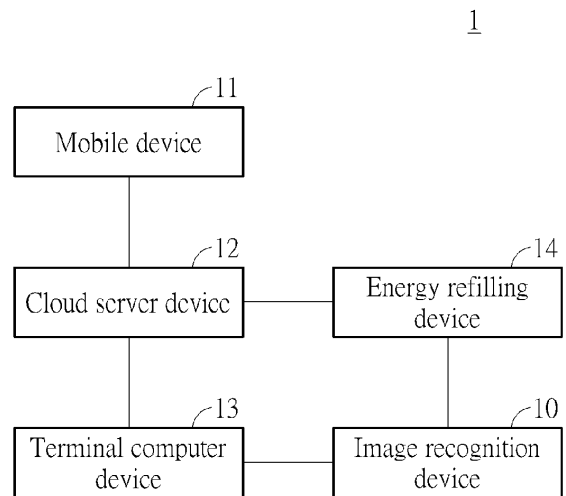 1
11
Mobile device
12
Cloud server device
14
Energy refilling
device
13
Terminal computer
device
10
Image recognition
device